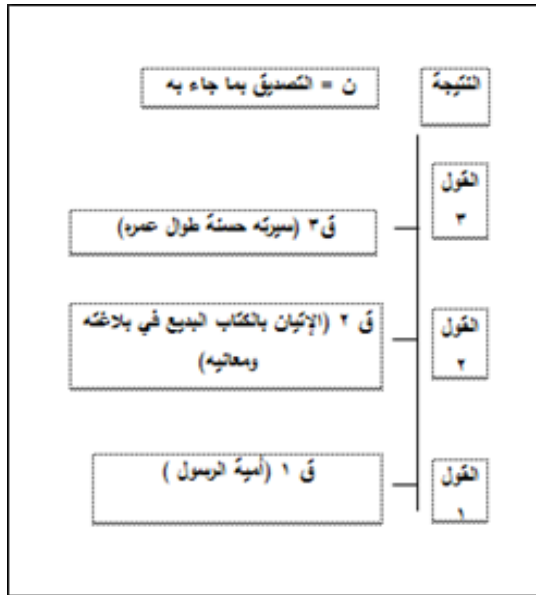 النتيجة
ن = التصديق بما جاء به
القول
٣
ق٣ (سيرته حسنة طوال عمره)
القول
٢
ق ٢ (الإتيان بالكتاب البديع في بلاغته
ومعانيه)
القول
١
ق ١ (أمية الرسول )